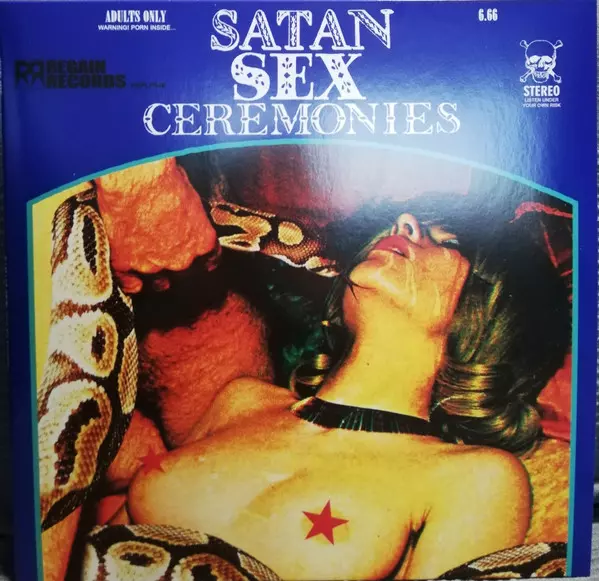 ADULTS ONLY
WARNING! PORN INSIDE...
SATAN
SEX
CEREMONIES
6.66
REGAIN
RECORDS
STEREO
LISTEN UNDER
YOUR OWN RISK